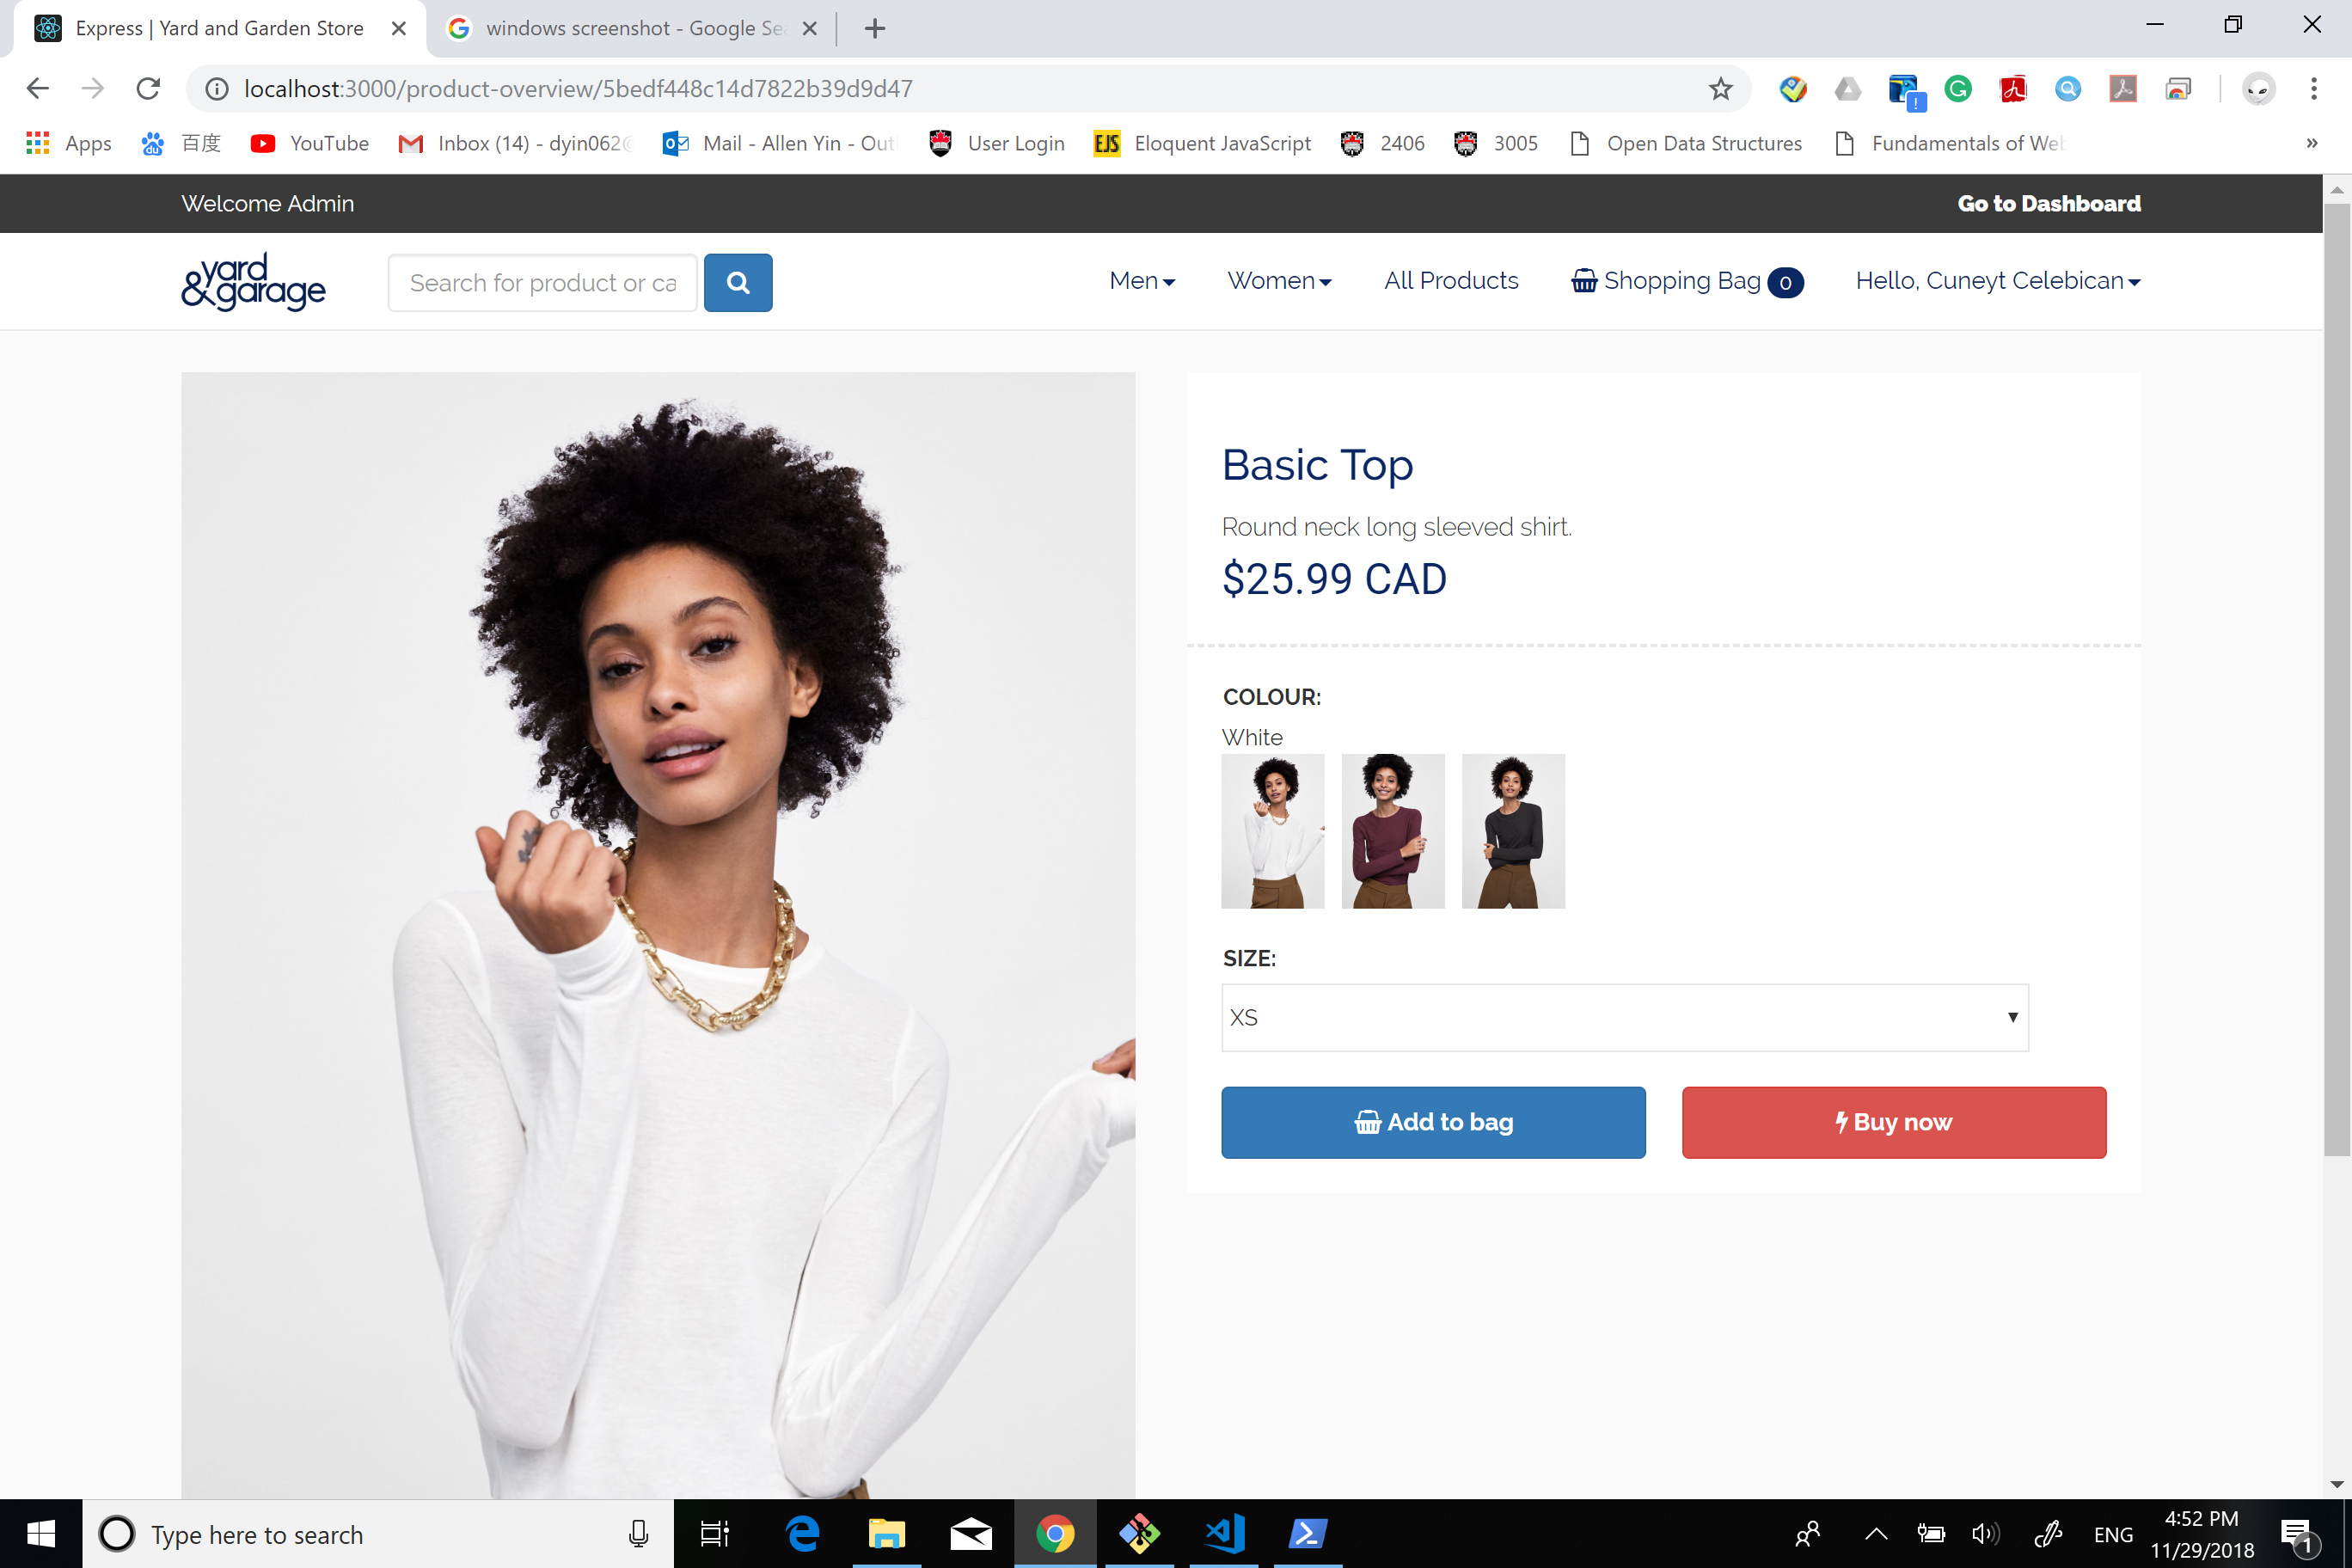 Express | Yard and Garden Store
windows screenshot - Google Sea
localhost:3000/product-overview/5bedf448c14d7822b39d9d47
Apps
百度
YouTube
Inbox (14) - dyin062@
Mail - Allen Yin - Out
User Login
EJS
Eloquent JavaScript
2406
3005
Open Data Structures
Fundamentals of Web
Welcome Admin
Go to Dashboard
yard
&garage
Search for product or ca
Men
Women
All Products
Shopping Bag 0
Hello, Cuneyt Celebican
Basic Top
Round neck long sleeved shirt.
$25.99 CAD
COLOUR:
White
SIZE:
XS
Add to bag
Buy now
Type here to search
ENG
4:52 PM
11/29/2018
1